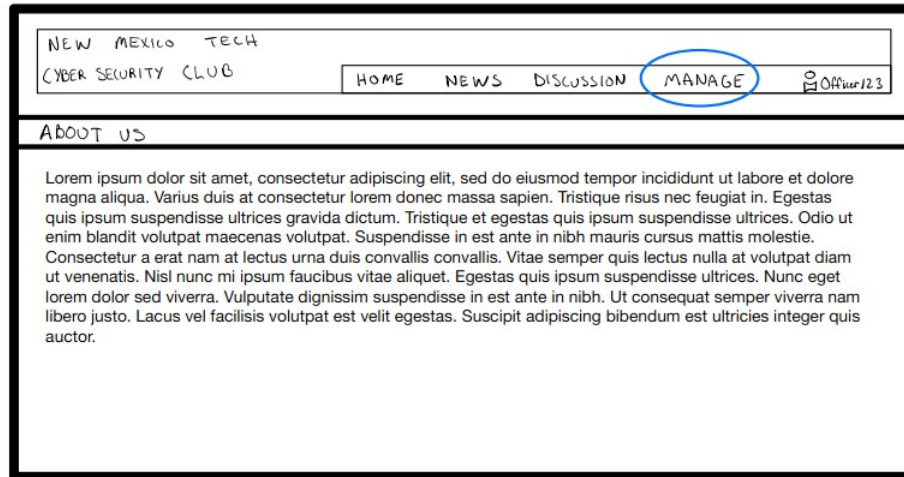 NEW MEXICO TECH
CYBER SECURITY CLUB
HOME NEWS DISCUSSION MANAGE Officer123
ABOUT US
Lorem ipsum dolor sit amet, consectetur adipiscing elit, sed do eiusmod tempor incididunt ut labore et dolore
magna aliqua. Varius duis at consectetur lorem donec massa sapien. Tristique risus nec feugiat in. Egestas
quis ipsum suspendisse ultrices gravida dictum. Tristique et egestas quis ipsum suspendisse ultrices. Odio ut
enim blandit volutpat maecenas volutpat. Suspendisse in est ante in nibh mauris cursus mattis molestie.
Consectetur a erat nam at lectus urna duis convallis convallis. Vitae semper quis lectus nulla at volutpat diam
ut venenatis. Nisl nunc mi ipsum faucibus vitae aliquet. Egestas quis ipsum suspendisse ultrices. Nunc eget
lorem dolor sed viverra. Vulputate dignissim suspendisse in est ante in nibh. Ut consequat semper viverra nam
libero justo. Lacus vel facilisis volutpat est velit egestas. Suscipit adipiscing bibendum est ultricies integer quis
auctor.